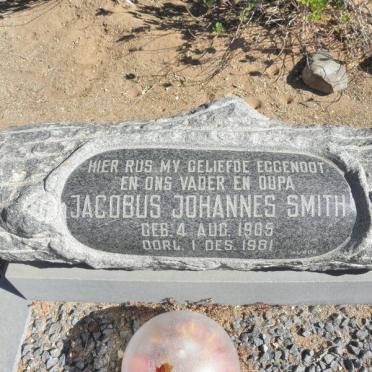 HIER RUS MY GELIEFDE EGGENOOT
EN ONS VADER EN OUPA
JACOBUS JOHANNES SMITH
GEB. 4 AUG. 1905
OORL. 1 DES. 1981